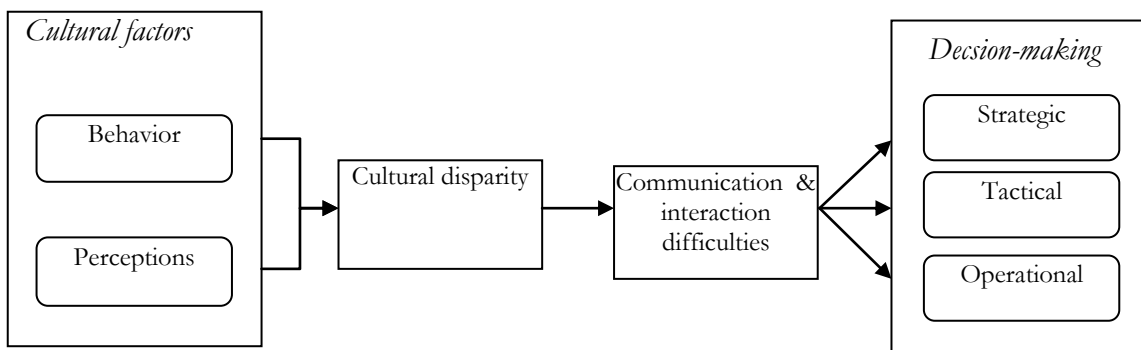 Cultural factors
Behavior
Perceptions
Cultural disparity
Communication &
interaction
difficulties
Decsion-making
Strategic
Tactical
Operational